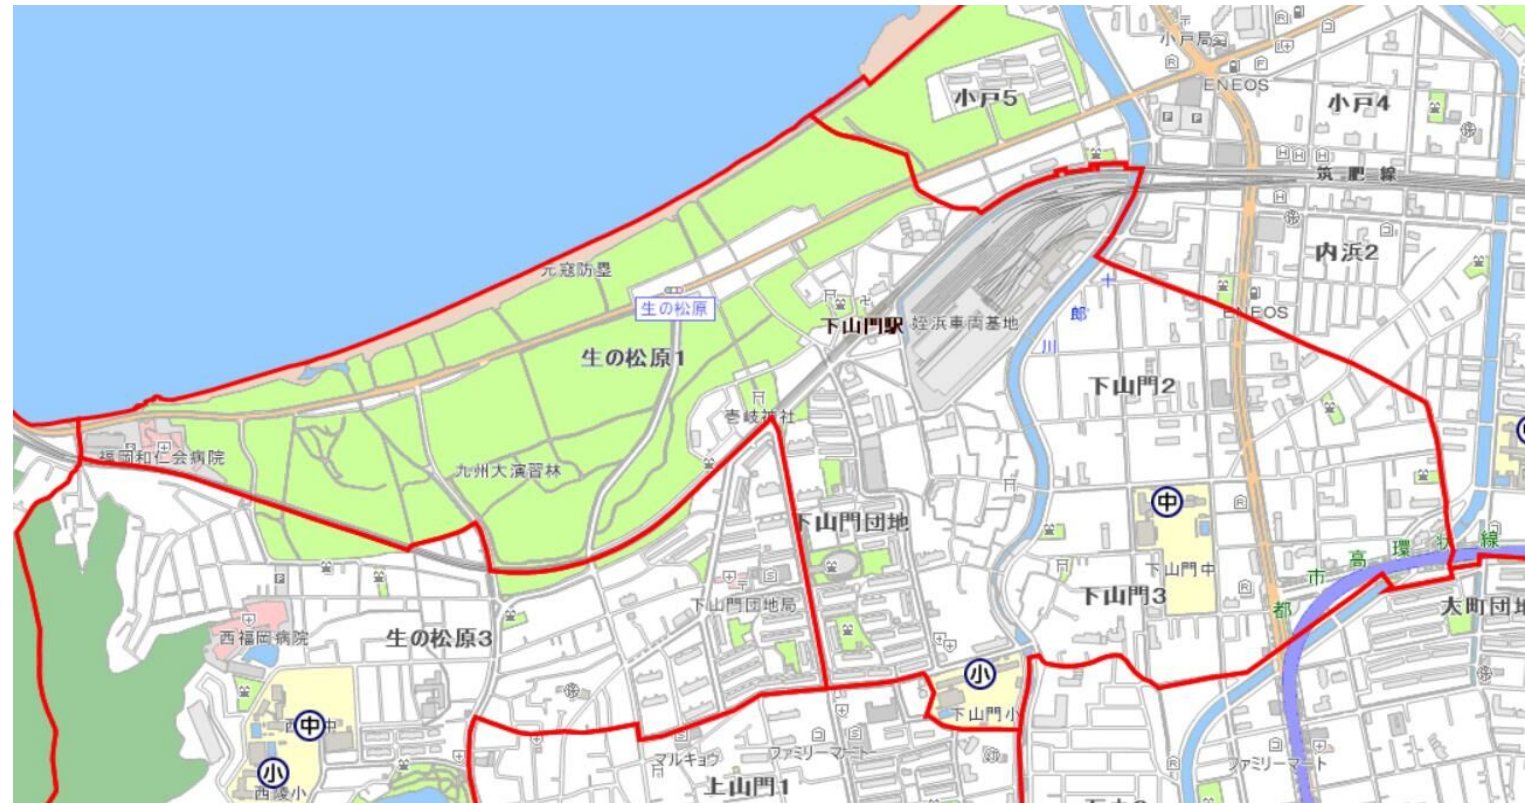 小戸局
ENEOS
小戸5
小戸4
P
P
R
R
F
H H H
筑肥線
H
内浜2
元寇防塁
生の松原
下山門駅
姪浜車両基地
十
郎
川
ENEOS
生の松原1
下山門2
壱岐神社
福岡和仁会病院
九州大演習林
中
下山門団地
下山門中
都市高環状線
下山門団地局
下山門3
大町団地
P
R
R
西福岡病院
生の松原3
小
下山門小
中
小
西陵小
マルキョウ
ファミリーマート
上山門1
ファミリーマート